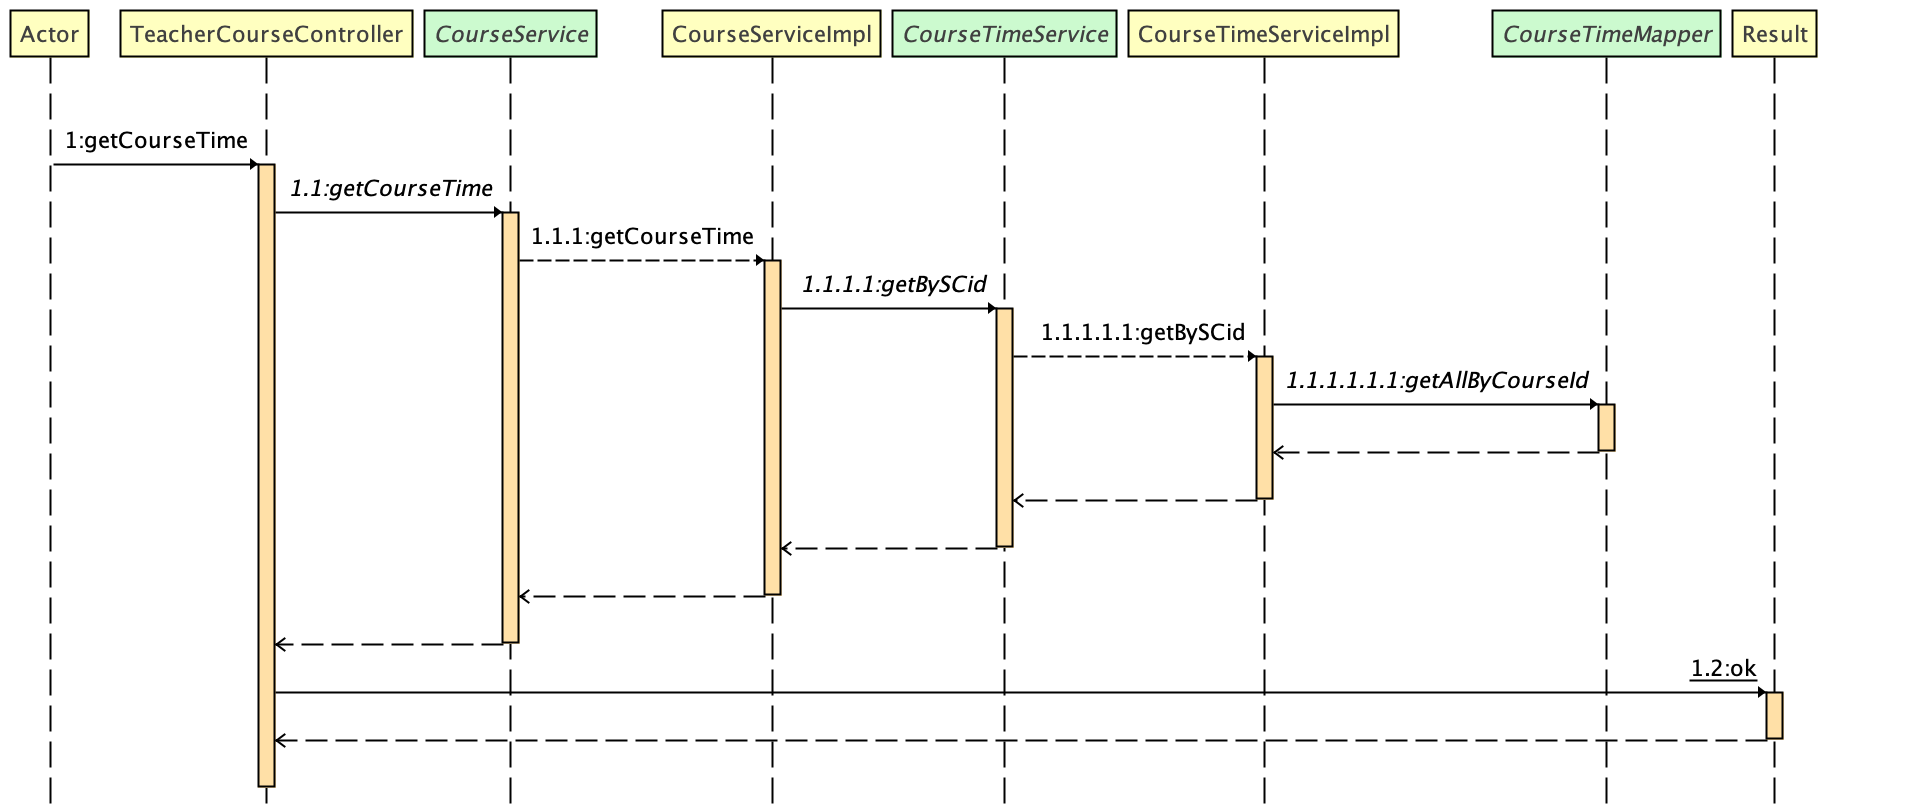 Actor
TeacherCourseController
CourseService
CourseServiceImpl
CourseTimeService
CourseTimeServiceImpl
CourseTimeMapper
Result
1:getCourseTime
1.1:getCourseTime
1.1.1:getCourseTime
1.1.1.1:getBySCid
1.1.1.1.1:getBySCid
1.1.1.1.1.1:getAllByCourseId
1.2:ok